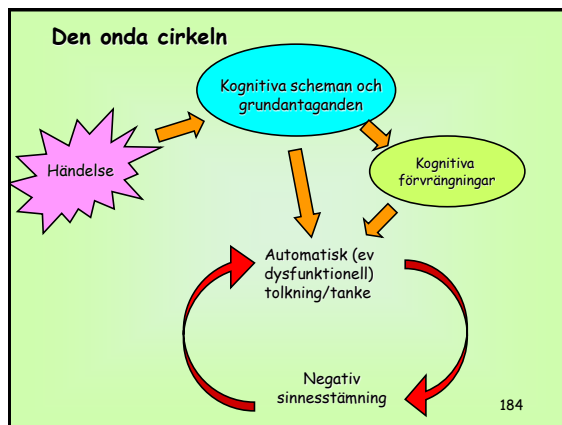 Den onda cirkeln
Kognitiva scheman och
grundantaganden
Händelse
Kognitiva
förvrängningar
Automatisk (ev
dysfunktionell)
tolkning/tanke
Negativ
sinnesstämning
184